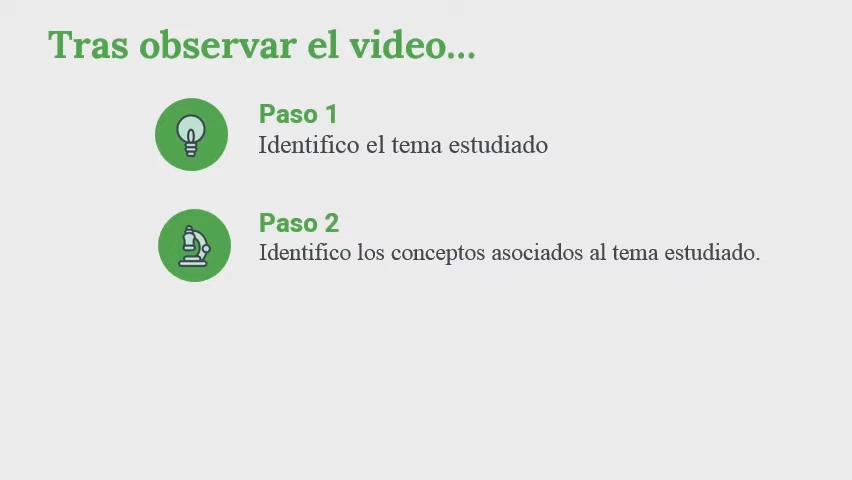 Tras observar el video...
Paso 1
Identifico el tema estudiado
Paso 2
Identifico los conceptos asociados al tema estudiado.